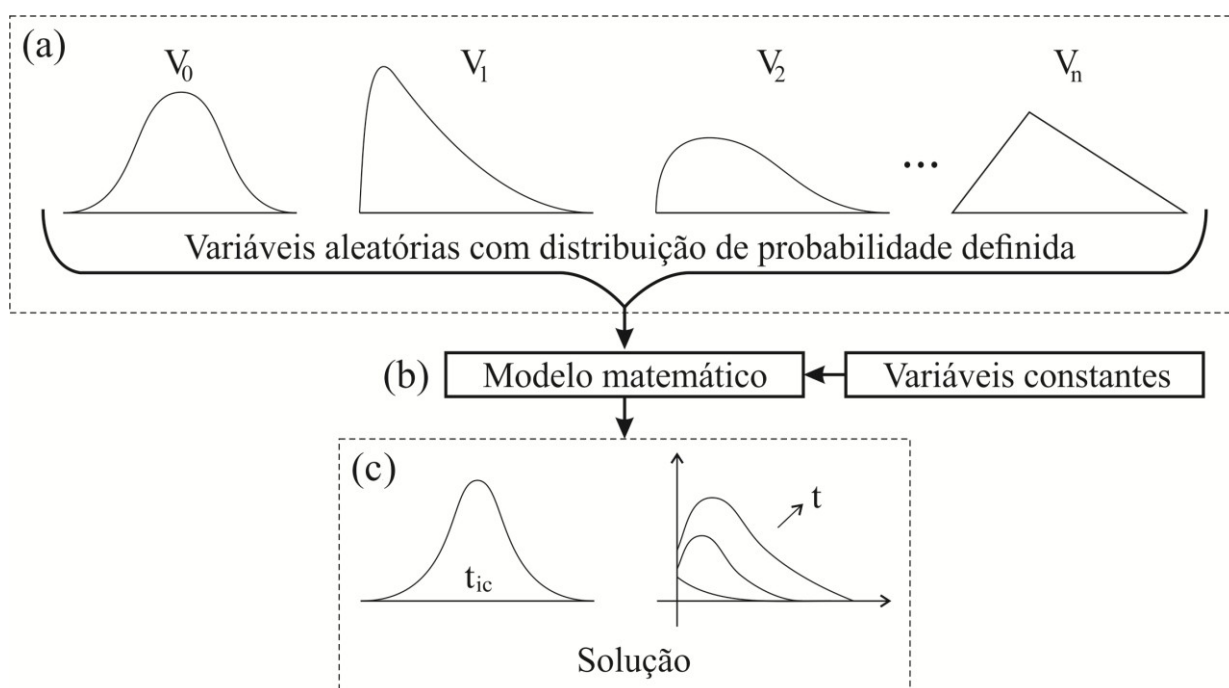 (a)
V0 V1 V2 Vn
...
Variáveis aleatórias com distribuição de probabilidade definida
(b) Modelo matemático Variáveis constantes
(c)
t
tic
Solução